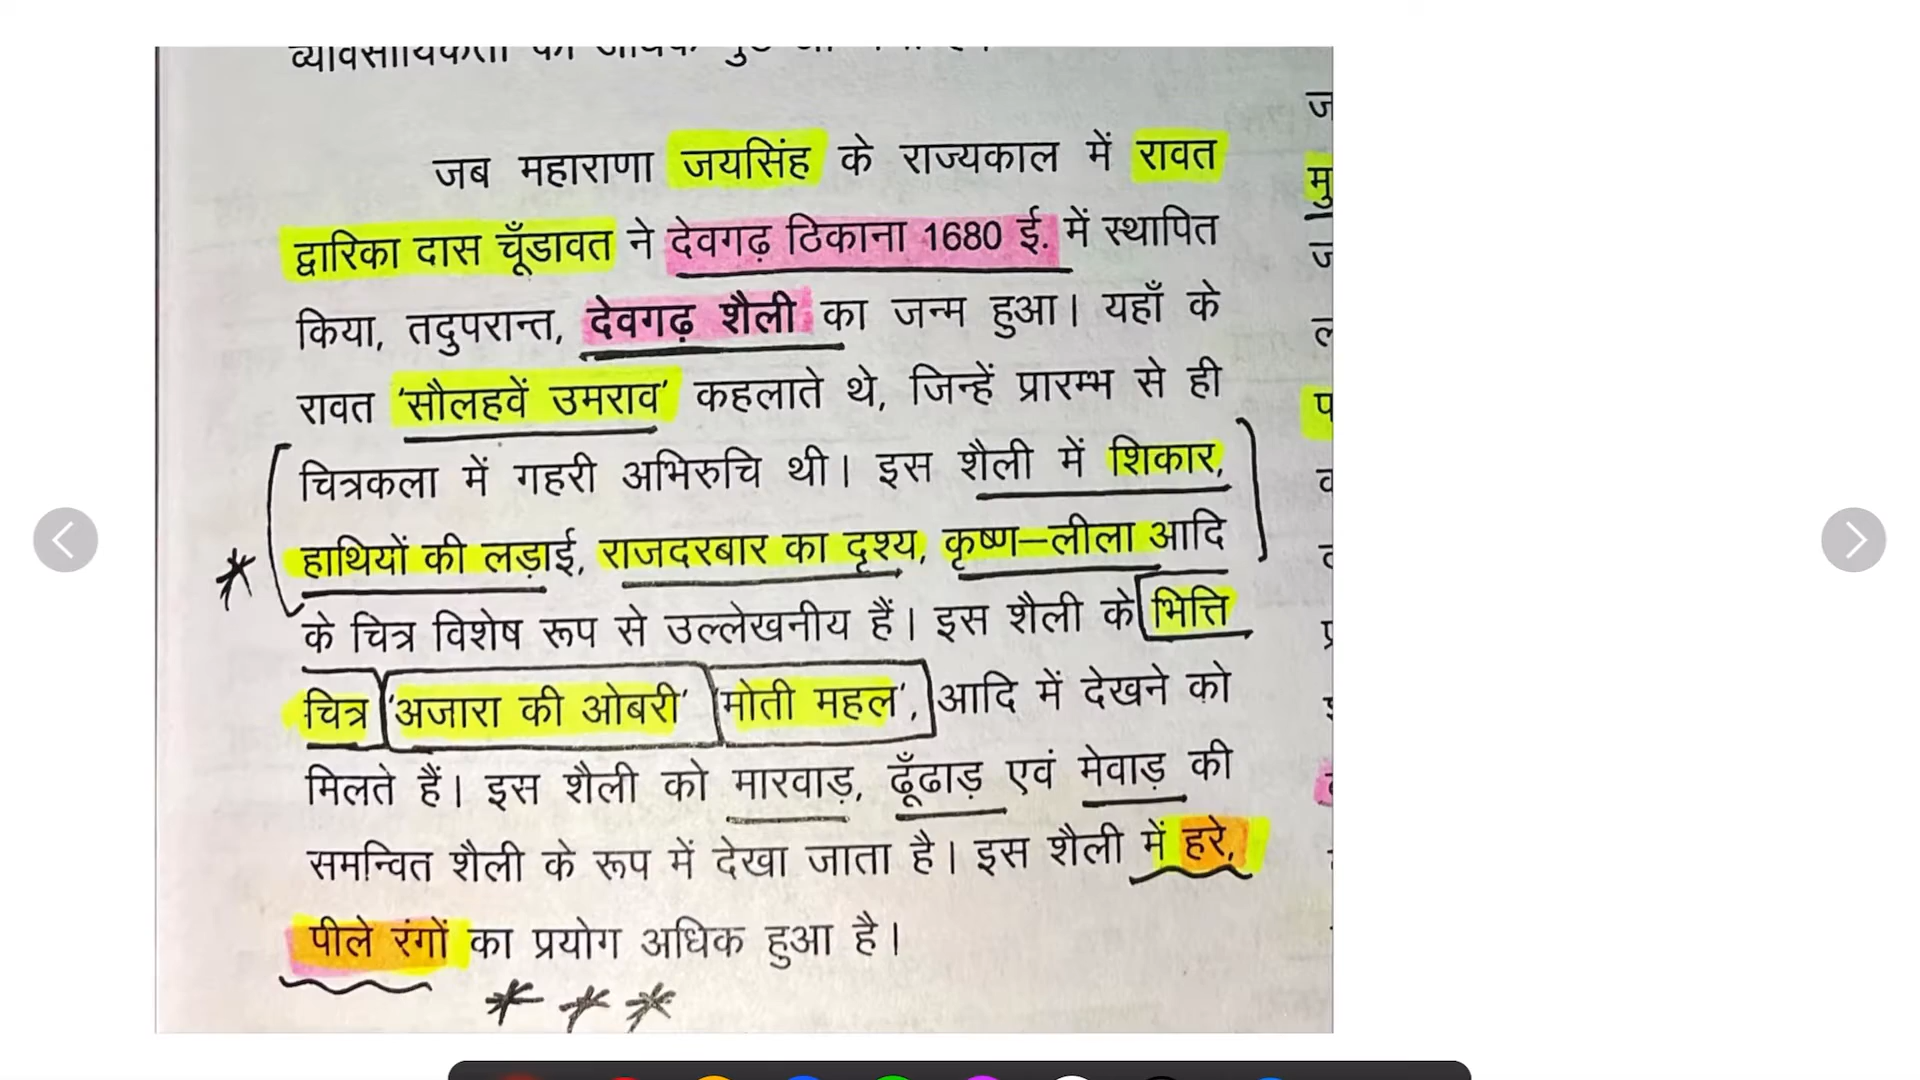 जब महाराणा जयसिंह के राज्यकाल में रावत
द्वारिका दास चूँडावत ने देवगढ़ ठिकाना 1680 ई. में स्थापित
किया, तदुपरान्त, देवगढ़ शैली का जन्म हुआ। यहाँ के
रावत 'सौलहवें उमराव' कहलाते थे, जिन्हें प्रारम्भ से ही
चित्रकला में गहरी अभिरुचि थी। इस शैली में शिकार,
हाथियों की लड़ाई, राजदरबार का दृश्य, कृष्ण–लीला आदि
के चित्र विशेष रूप से उल्लेखनीय हैं। इस शैली के भित्ति
चित्र 'अजारा की ओबरी' 'मोती महल', आदि में देखने को
मिलते हैं। इस शैली को मारवाड़, ढूँढाड़ एवं मेवाड़ की
समन्वित शैली के रूप में देखा जाता है। इस शैली में हरे,
पीले रंगों का प्रयोग अधिक हुआ है।